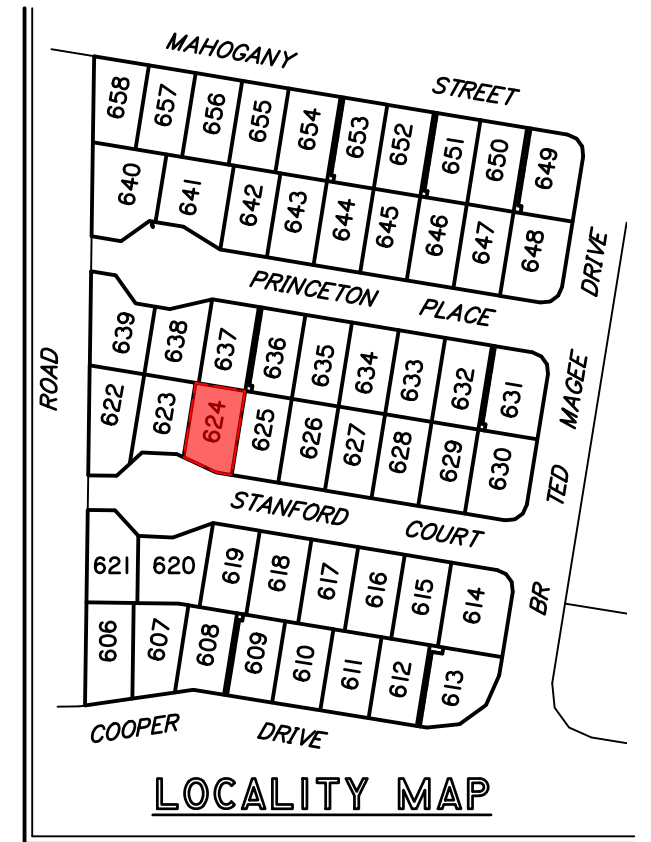 MAHOGANY STREET
658 657 656 655 654 653 652 651 650 649
640 641 642 643 644 645 646 647 648
PRINCETON PLACE
DRIVE
639 638 637 636 635 634 633 632 631
ROAD
MAGEE
622 623 624 625 626 627 628 629 630
TED
STANFORD COURT
621 620 619 618 617 616 615 614
BR
606 607 608 609 610 611 612 613
COOPER DRIVE
LOCALITY MAP